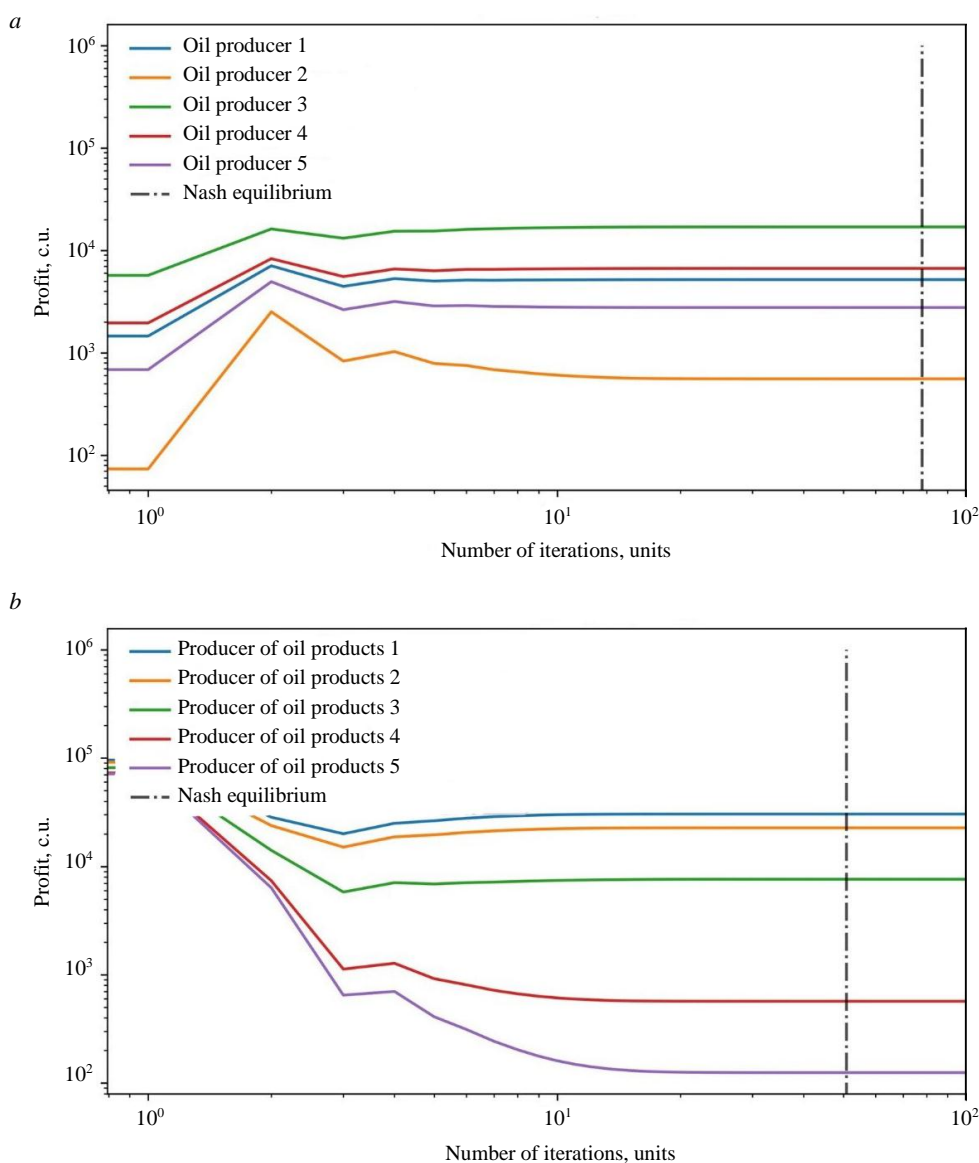 a
10^6
10^5
10^4
10^3
10^2
Profit, c.u.
Oil producer 1
Oil producer 2
Oil producer 3
Oil producer 4
Oil producer 5
Nash equilibrium
10^0
10^1
10^2
Number of iterations, units
b
10^6
10^5
10^4
10^3
10^2
Profit, c.u.
Producer of oil products 1
Producer of oil products 2
Producer of oil products 3
Producer of oil products 4
Producer of oil products 5
Nash equilibrium
10^0
10^1
10^2
Number of iterations, units